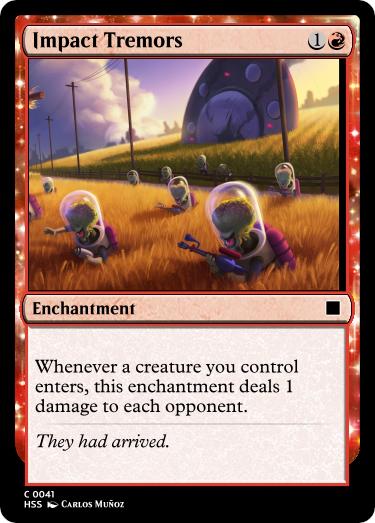 Impact Tremors 1
Enchantment
Whenever a creature you control
enters, this enchantment deals 1
damage to each opponent.
They had arrived.
C 0041
HSS Carlos Muñoz